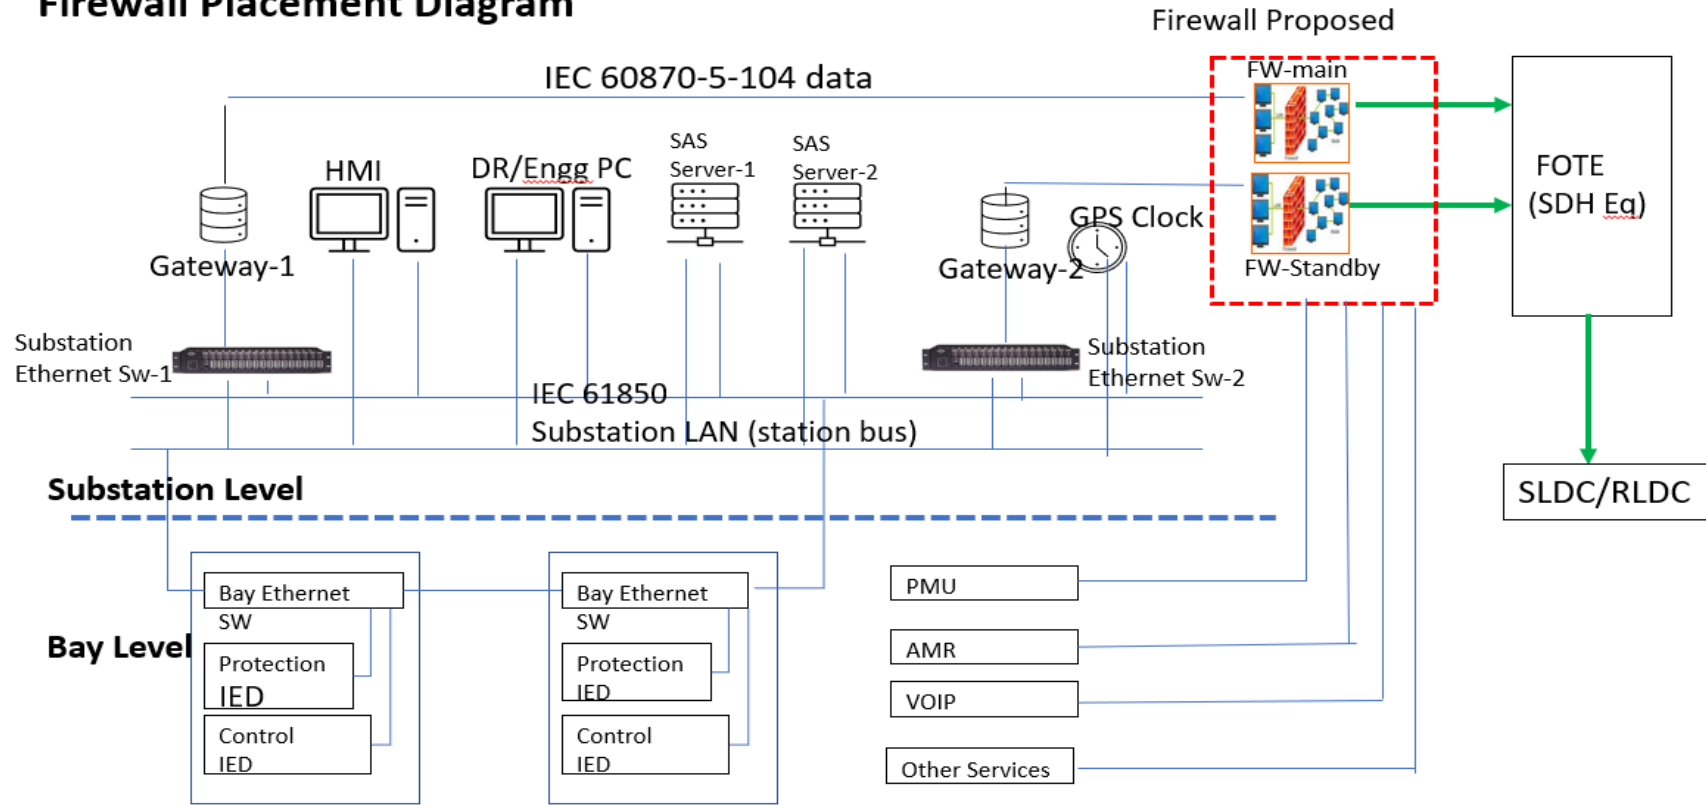 Firewall Placement Diagram
Firewall Proposed
IEC 60870-5-104 data
FW-main
SAS
Server-1
SAS
Server-2
HMI
DR/Engg PC
FOTE
(SDH Eq)
GPS Clock
Gateway-1
Gateway-2
FW-Standby
Substation
Ethernet Sw-1
Substation
Ethernet Sw-2
IEC 61850
Substation LAN (station bus)
Substation Level
SLDC/RLDC
Bay Ethernet
SW
Bay Ethernet
SW
PMU
Bay Level
Protection
IED
Protection
IED
AMR
VOIP
Control
IED
Control
IED
Other Services